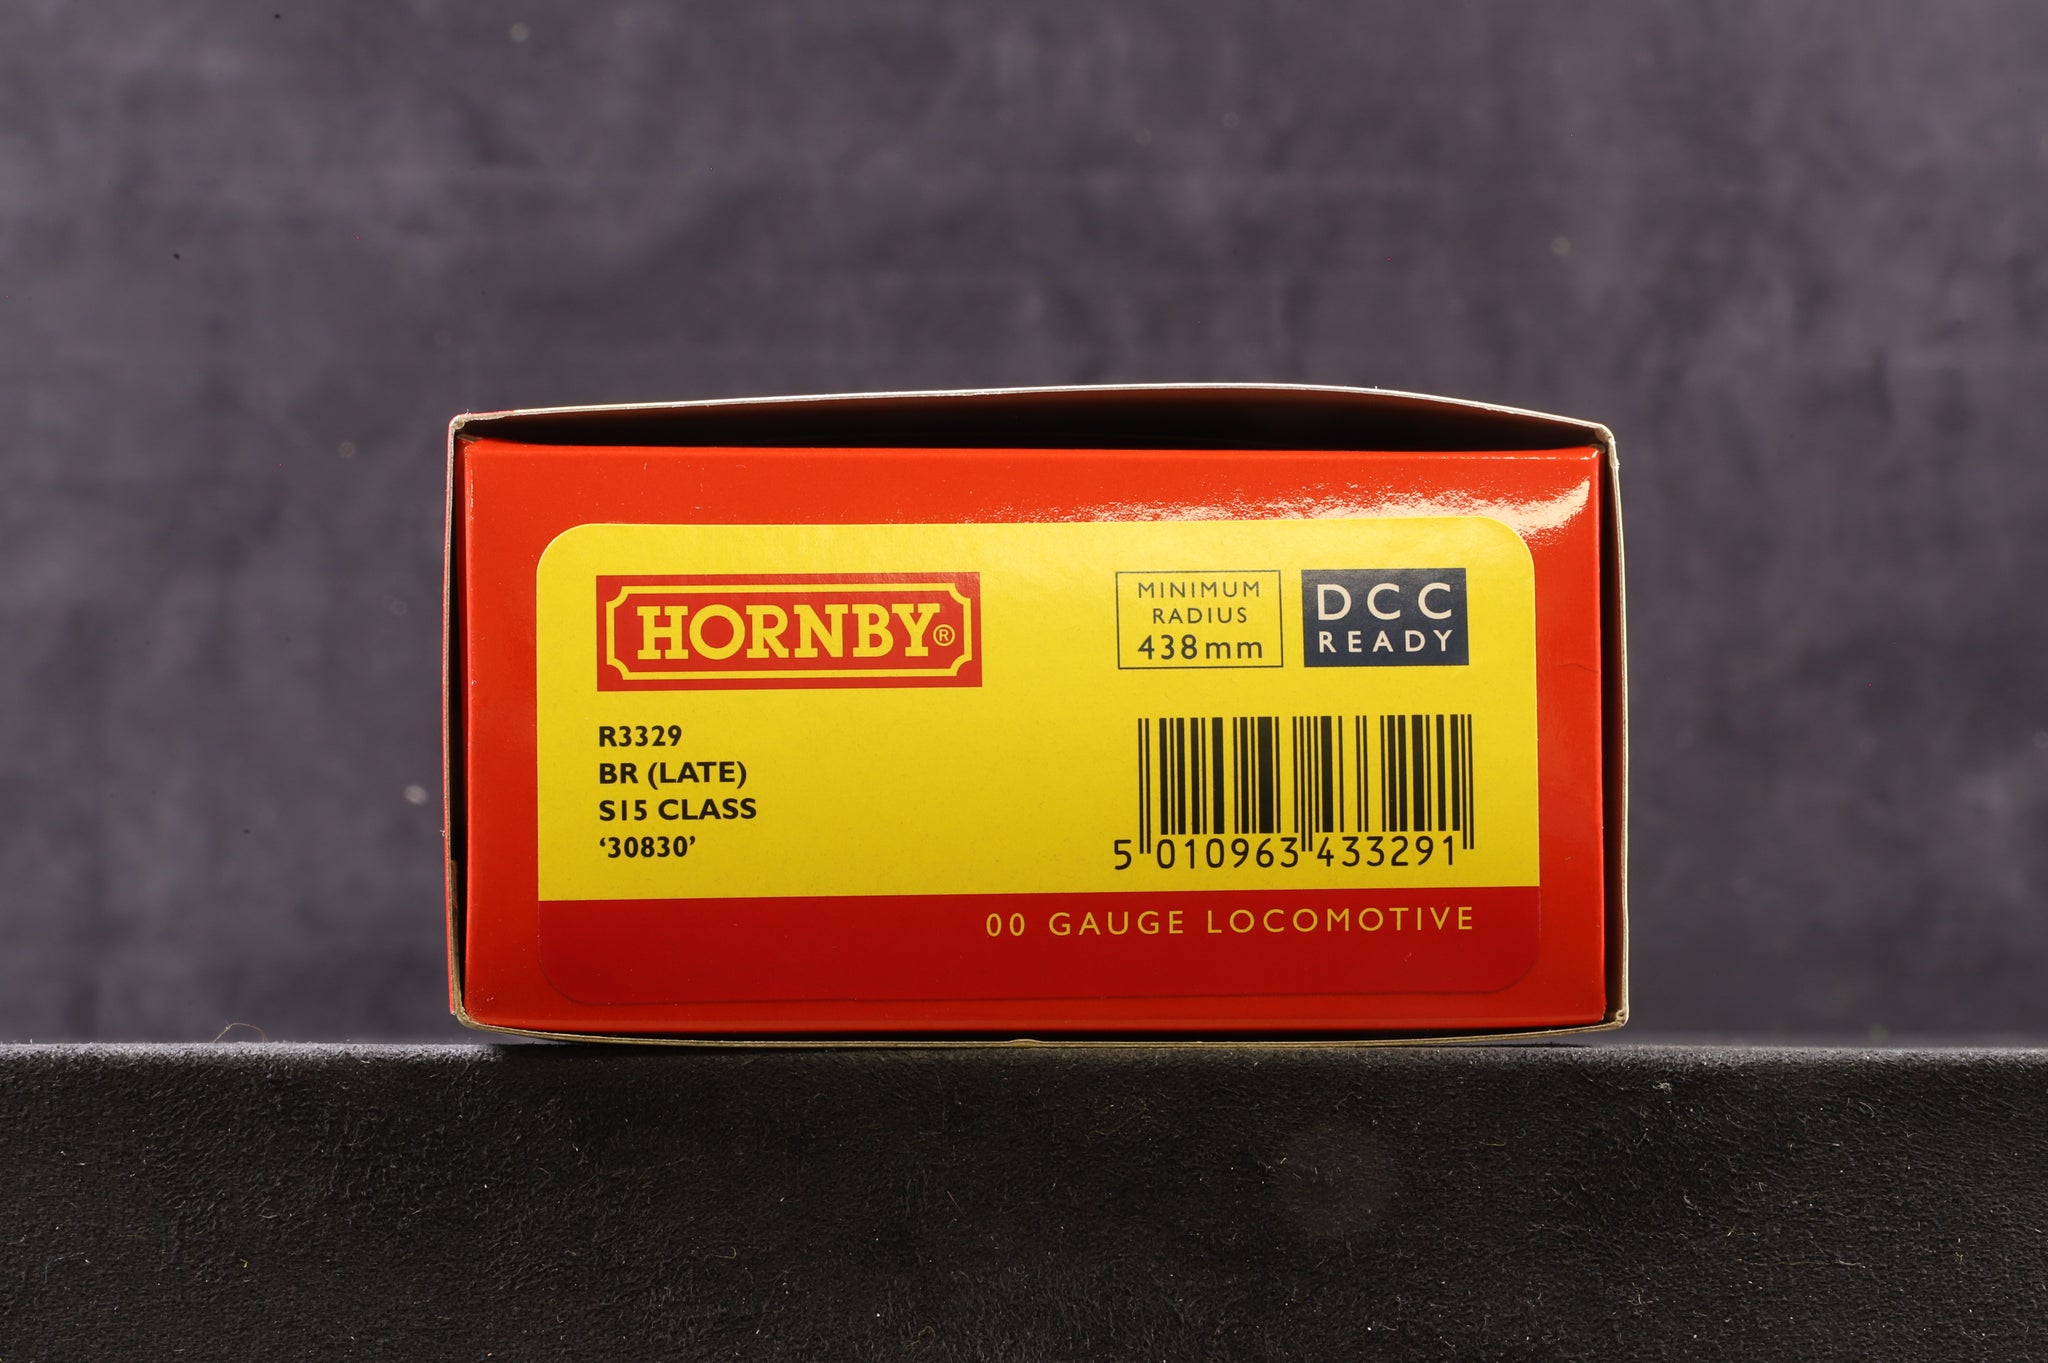 HORNBY®
MINIMUM
RADIUS
438mm
DCC
READY
R3329
BR (LATE)
S15 CLASS
‘30830’
5 010963 433291
00 GAUGE LOCOMOTIVE